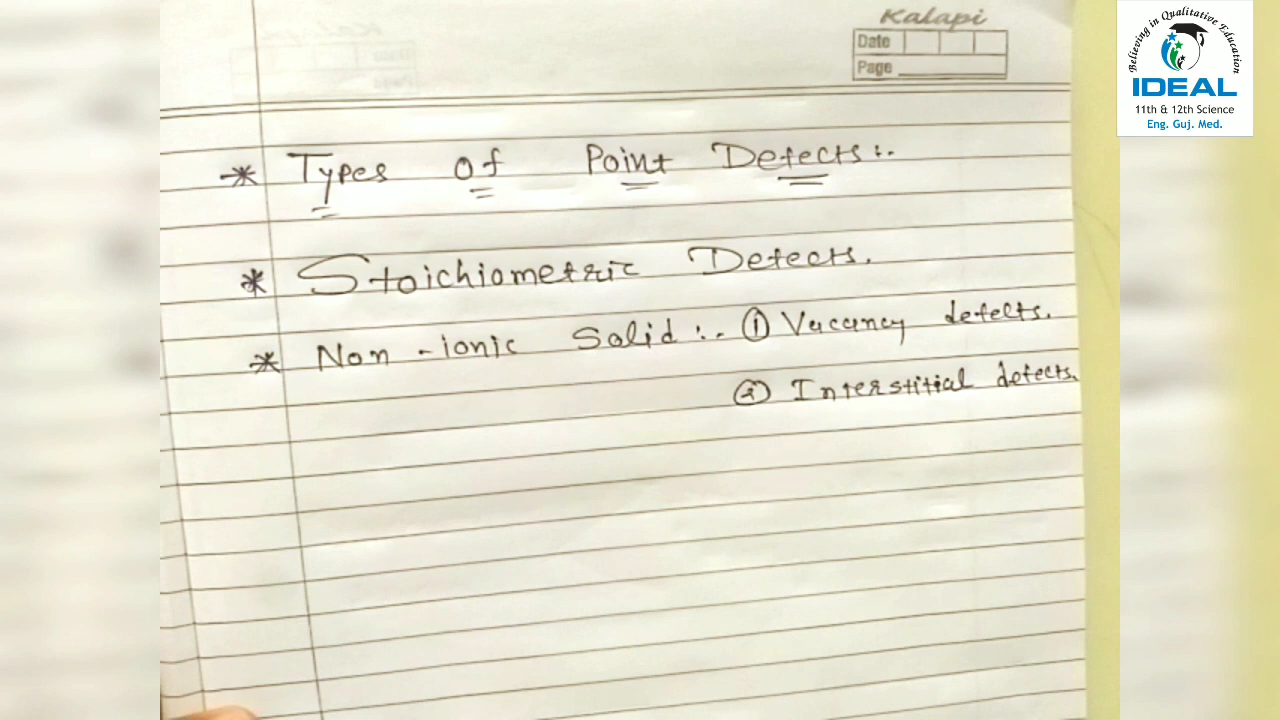 Kalapi
Date
Page
Believing in Qualitative Education
IDEAL
11th & 12th Science
Eng. Guj. Med.
* Types of Point Defects:-
* Stoichiometric Defects.
* Non-ionic Solid:- ① Vacancy defects.
② Interstitial defects.